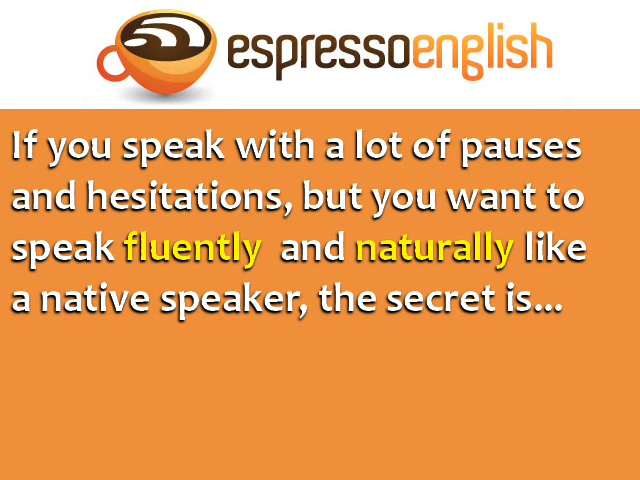 espressoenglish
If you speak with a lot of pauses
and hesitations, but you want to
speak fluently and naturally like
a native speaker, the secret is...